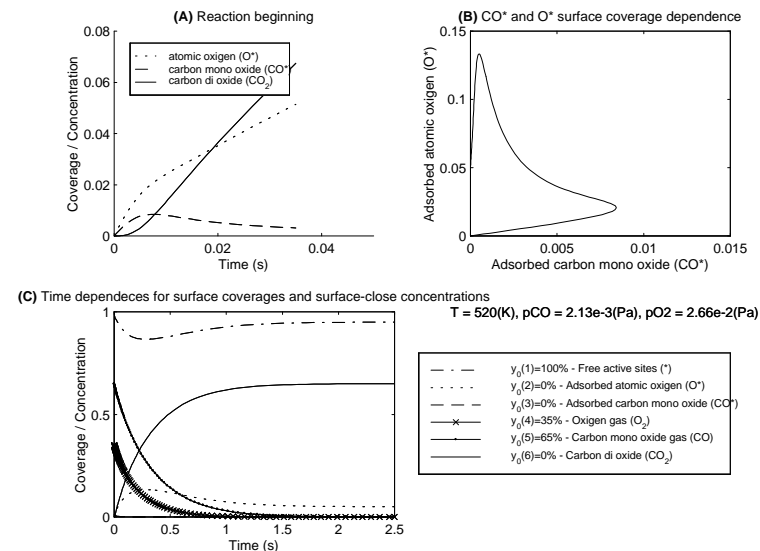 (A) Reaction beginning
0.08
0.06
0.04
0.02
0
0
0.02
0.04
Time (s)
Coverage / Concentration
atomic oxigen (O*)
carbon mono oxide (CO*)
carbon di oxide (CO2)
(B) CO* and O* surface coverage dependence
0.15
0.1
0.05
0
0
0.005
0.01
0.015
Adsorbed carbon mono oxide (CO*)
Adsorbed atomic oxigen (O*)
(C) Time dependeces for surface coverages and surface-close concentrations
1
0.5
0
0
0.5
1
1.5
2
2.5
Time (s)
Coverage / Concentration
T = 520(K), pCO = 2.13e-3(Pa), pO2 = 2.66e-2(Pa)
y0(1)=100% - Free active sites (*)
y0(2)=0% - Adsorbed atomic oxigen (O*)
y0(3)=0% - Adsorbed carbon mono oxide (CO*)
y0(4)=35% - Oxigen gas (O2)
y0(5)=65% - Carbon mono oxide gas (CO)
y0(6)=0% - Carbon di oxide (CO2)